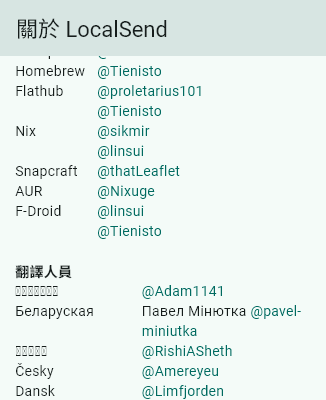 關於 LocalSend
Homebrew @Tienisto
Flathub @proletarius101
@Tienisto
Nix @sikmir
@linsui
Snapcraft @thatLeaflet
AUR @Nixuge
F-Droid @linsui
@Tienisto
翻譯人員
@Adam1141
Беларуская Павел Мінютка @pavel-
miniutka
@RishiASheth
Česky @Amereyeu
Dansk @Limfjorden